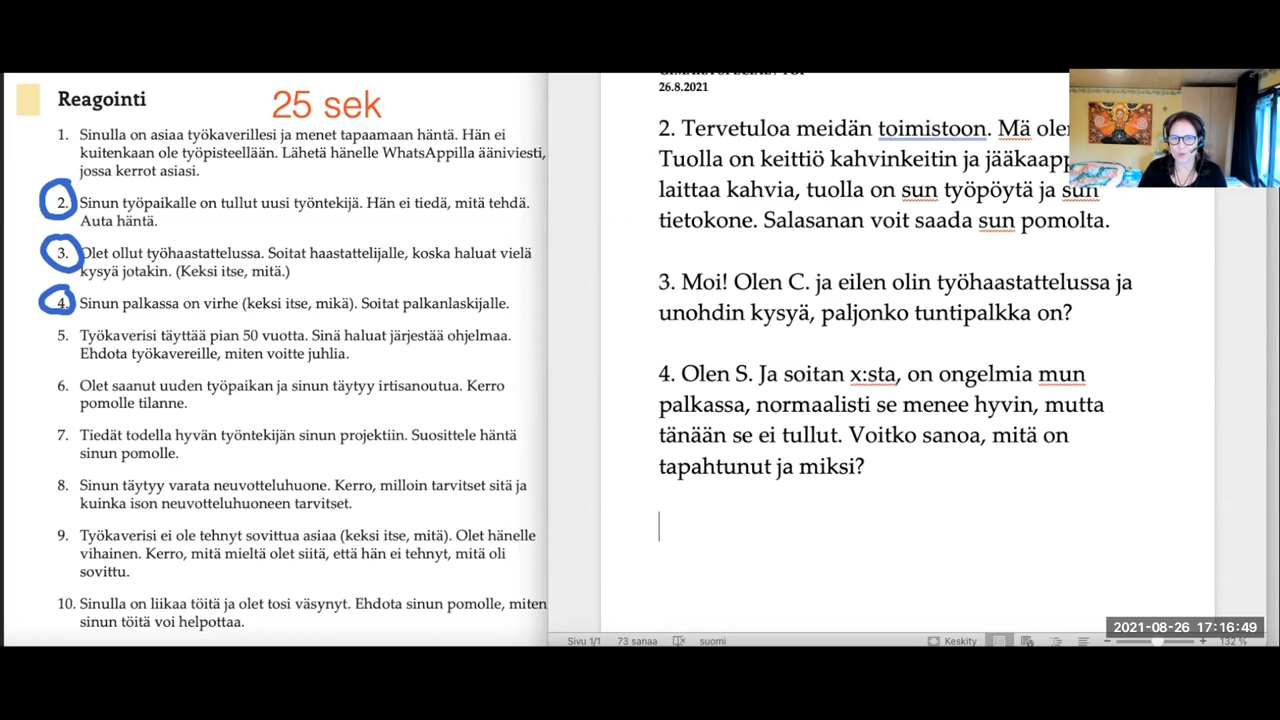 Reagointi
25 sek
1. Sinulla on asiaa työkaverillesi ja menet tapaamaan häntä. Hän ei
kuitenkaan ole työpisteellään. Lähetä hänelle WhatsAppilla ääniviesti,
jossa kerrot asiasi.
2. Sinun työpaikalle on tullut uusi työntekijä. Hän ei tiedä, mitä tehdä.
Auta häntä.
3. Olet ollut työhaastattelussa. Soitat haastattelijalle, koska haluat vielä
kysyä jotakin. (Keksi itse, mitä.)
4. Sinun palkassa on virhe (keksi itse, mikä). Soitat palkanlaskijalle.
5. Työkaverisi täyttää pian 50 vuotta. Sinä haluat järjestää ohjelmaa.
Ehdota työkavereille, miten voitte juhlia.
6. Olet saanut uuden työpaikan ja sinun täytyy irtisanoutua. Kerro
pomolle tilanne.
7. Tiedät todella hyvän työntekijän sinun projektiin. Suosittele häntä
sinun pomolle.
8. Sinun täytyy varata neuvotteluhuone. Kerro, milloin tarvitset sitä ja
kuinka ison neuvotteluhuoneen tarvitset.
9. Työkaverisi ei ole tehnyt sovittua asiaa (keksi itse, mitä). Olet hänelle
vihainen. Kerro, mitä mieltä olet siitä, että hän ei tehnyt, mitä oli
sovittu.
10. Sinulla on liikaa töitä ja olet tosi väsynyt. Ehdota sinun pomolle, miten
sinun töitä voi helpottaa.
26.8.2021
2. Tervetuloa meidän toimistoon. Mä olen
Tuolla on keittiö kahvinkeitin ja jääkaapp
laittaa kahvia, tuolla on sun työpöytä ja sun
tietokone. Salasanan voit saada sun pomolta.
3. Moi! Olen C. ja eilen olin työhaastattelussa ja
unohdin kysyä, paljonko tuntipalkka on?
4. Olen S. Ja soitan x:sta, on ongelmia mun
palkassa, normaalisti se menee hyvin, mutta
tänään se ei tullut. Voitko sanoa, mitä on
tapahtunut ja miksi?
Sivu 1/1 73 sanaa suomi Keskity 132 %
2021-08-26 17:16:49